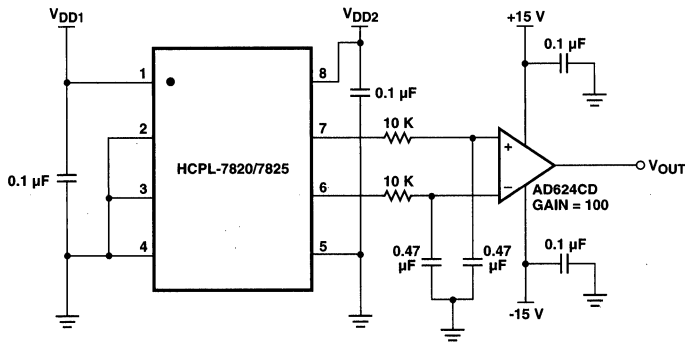 VDD1
VDD2
+15 V
0.1 µF
1
8
0.1 µF
10 K
2
7
+
HCPL-7820/7825
VOUT
0.1 µF
10 K
3
6
–
AD624CD
GAIN = 100
4
5
0.47
µF
0.47
µF
0.1 µF
-15 V